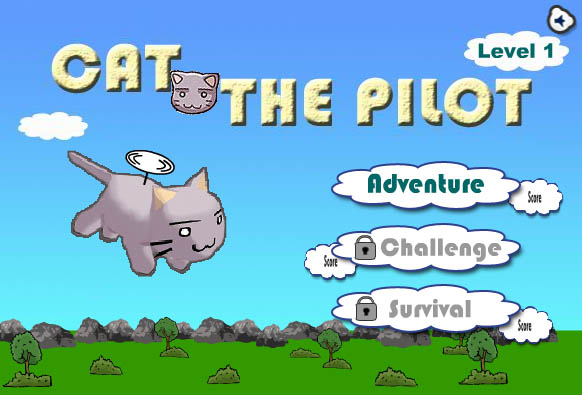 Level 1
CAT THE PILOT
Adventure
Score
Challenge
Score
Survival
Score